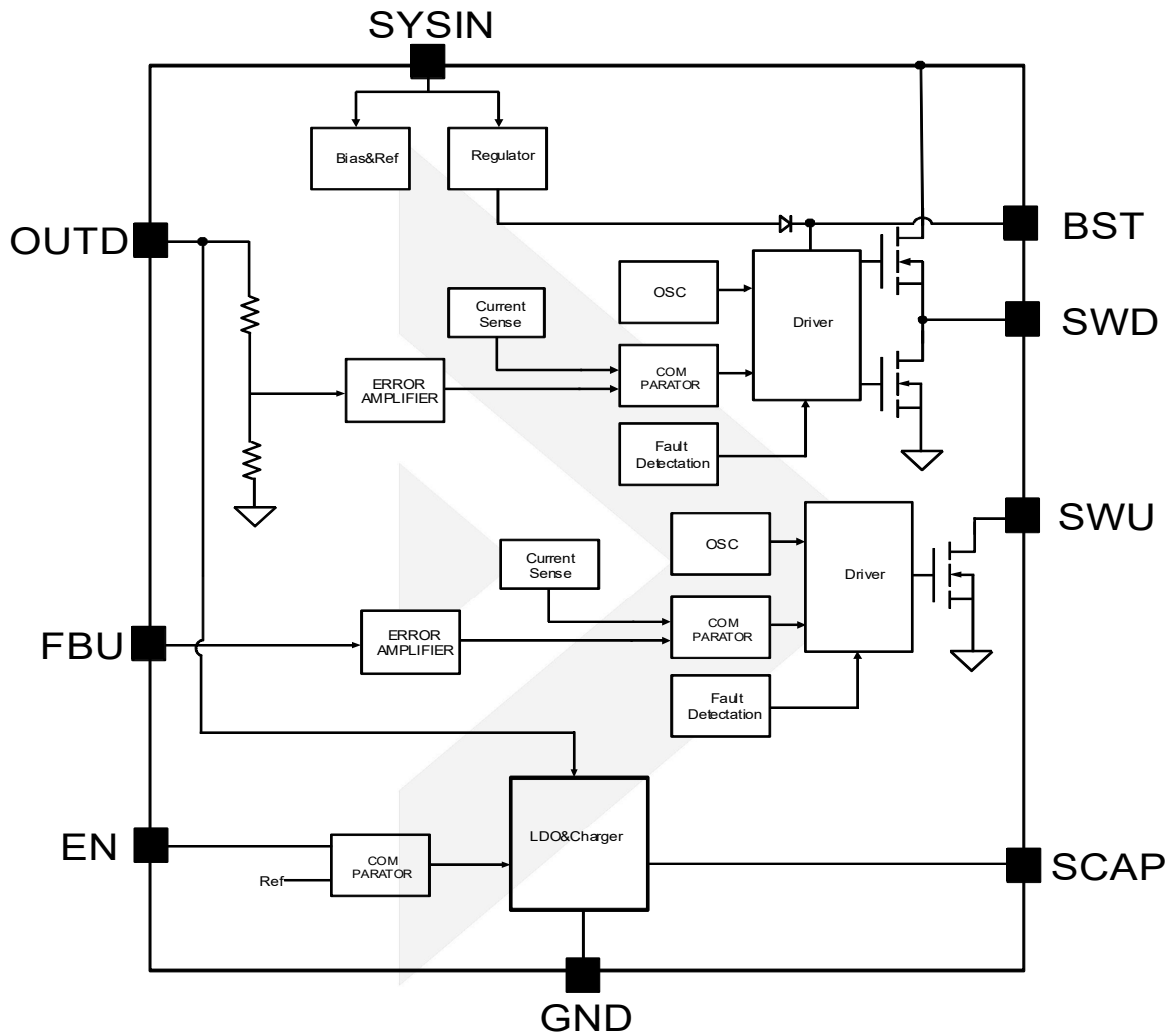 SYSIN
Bias&Ref
Regulator
OUTD
BST
OSC
Current
Sense
Driver
SWD
COM
PARATOR
ERROR
AMPLIFIER
Fault
Detectation
SWU
OSC
Current
Sense
Driver
FBU
ERROR
AMPLIFIER
COM
PARATOR
Fault
Detectation
EN
LDO&Charger
COM
PARATOR
Ref
SCAP
GND